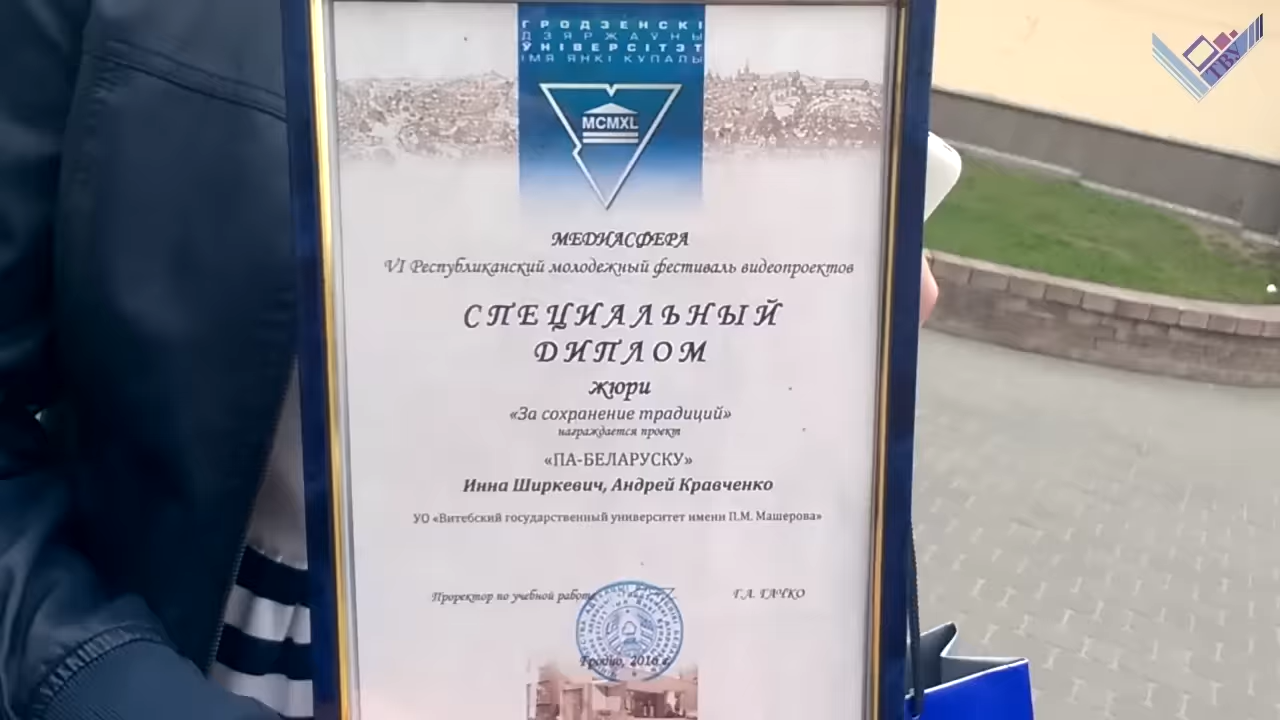 ГРОДЗЕНСКІ
ДЗЯРЖАЎНЫ
ЎНІВЕРСІТЭТ
ІМЯ ЯНКІ КУПАЛЫ
MCMXL
ТВУ
МЕДИАСФЕРА
VI Республиканский молодежный фестиваль видеопроектов
СПЕЦИАЛЬНЫЙ
ДИПЛОМ
жюри
«За сохранение традиций»
награждается проект
«ПА-БЕЛАРУСКУ»
Инна Ширкевич, Андрей Кравченко
УО «Витебский государственный университет имени П.М. Машерова»
Проректор по учебной работе Г.А. ГАЧКО
Гродно, 2016 г.